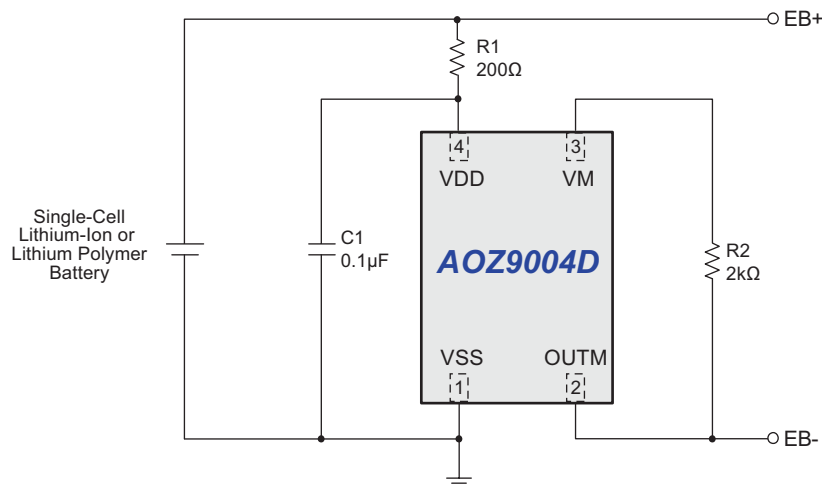 EB+
R1
200Ω
4
3
VDD
VM
Single-Cell
Lithium-Ion or
Lithium Polymer
Battery
C1
0.1µF
AOZ9004D
R2
2kΩ
VSS
OUTM
1
2
EB-